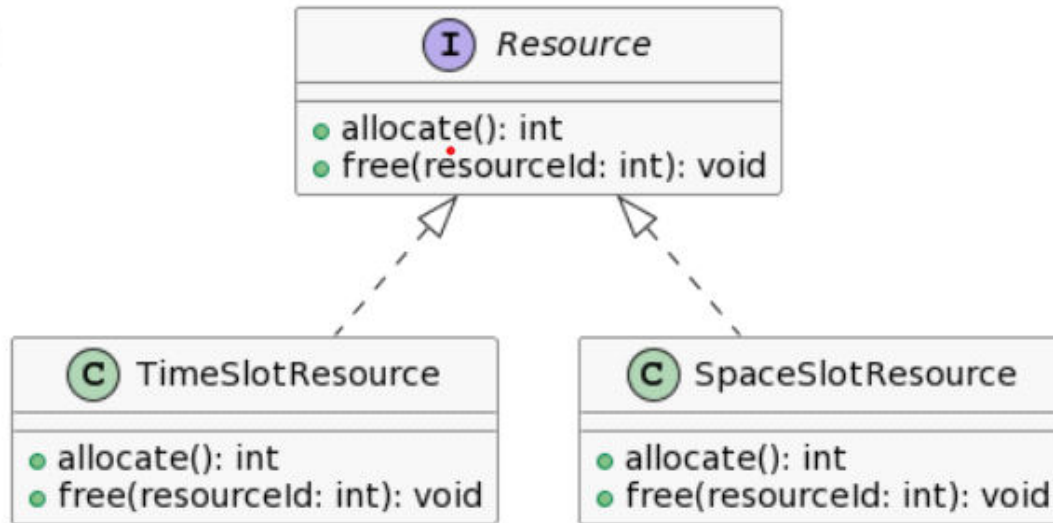 I Resource
allocate(): int
free(resourceId: int): void
C TimeSlotResource
allocate(): int
free(resourceId: int): void
C SpaceSlotResource
allocate(): int
free(resourceId: int): void